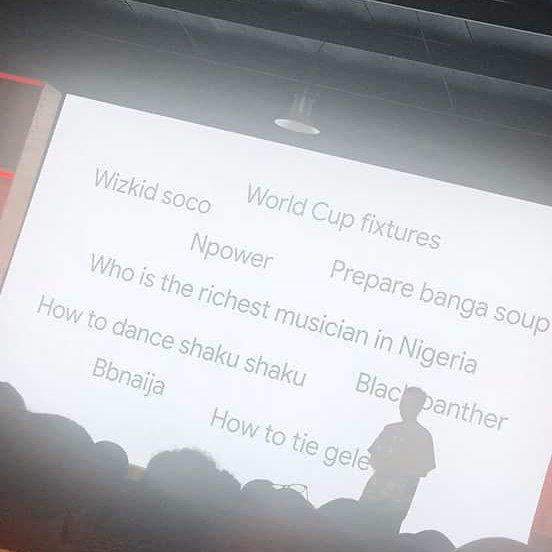 Wizkid soco
World Cup fixtures
Npower
Prepare banga soup
Who is the richest musician in Nigeria
How to dance shaku shaku
Black panther
Bbnaija
How to tie gele